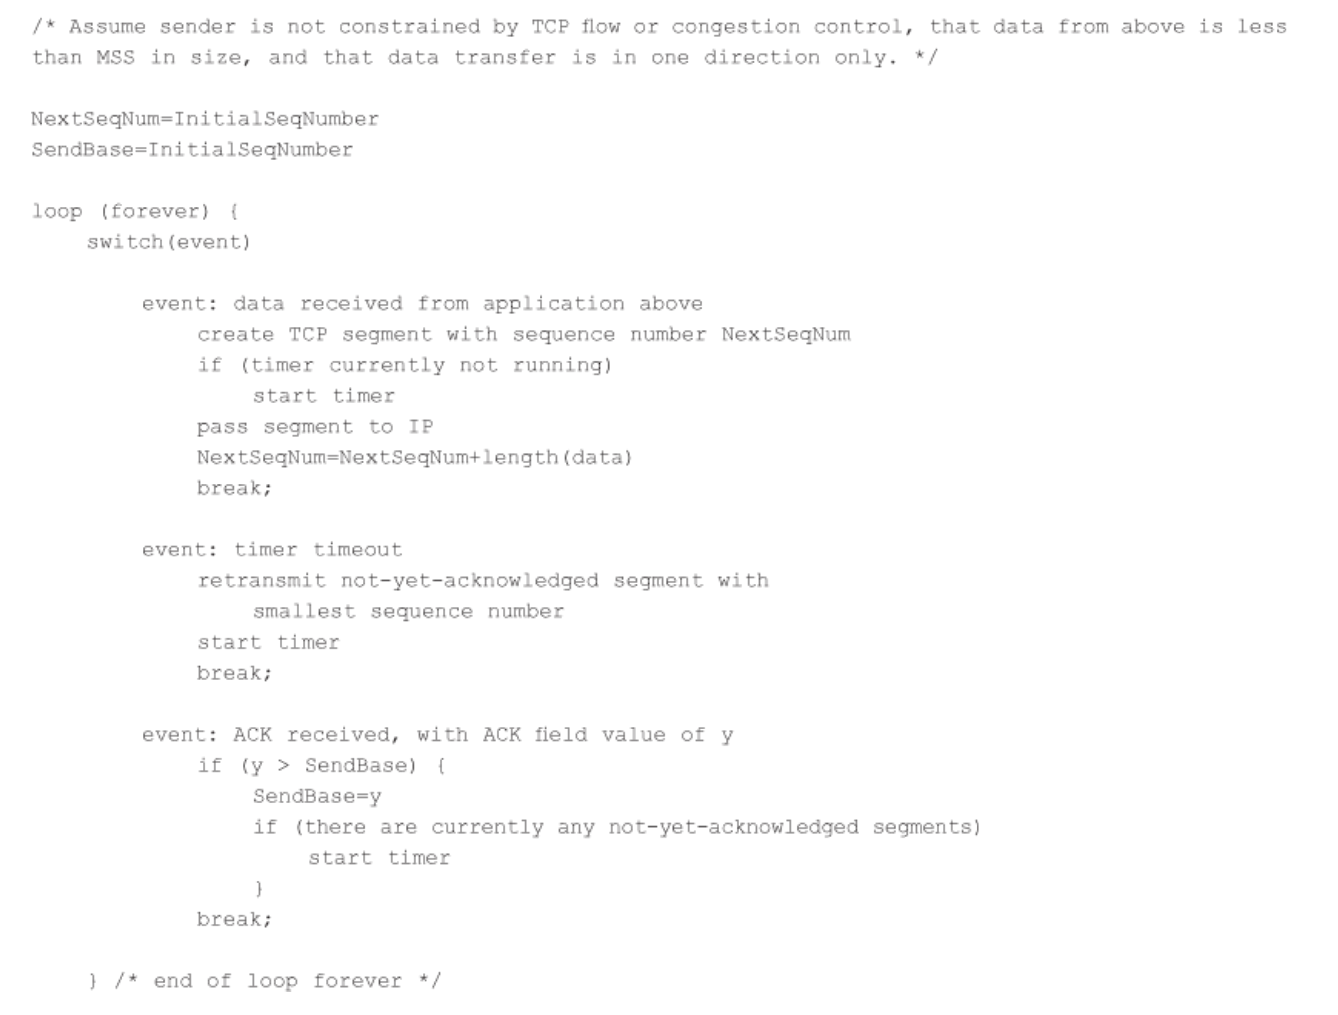 /* Assume sender is not constrained by TCP flow or congestion control, that data from above is less
than MSS in size, and that data transfer is in one direction only. */
NextSeqNum=InitialSeqNumber
SendBase=InitialSeqNumber
loop (forever) {
switch(event)
event: data received from application above
create TCP segment with sequence number NextSeqNum
if (timer currently not running)
start timer
pass segment to IP
NextSeqNum=NextSeqNum+length(data)
break;
event: timer timeout
retransmit not-yet-acknowledged segment with
smallest sequence number
start timer
break;
event: ACK received, with ACK field value of y
if (y > SendBase) {
SendBase=y
if (there are currently any not-yet-acknowledged segments)
start timer
}
break;
} /* end of loop forever */